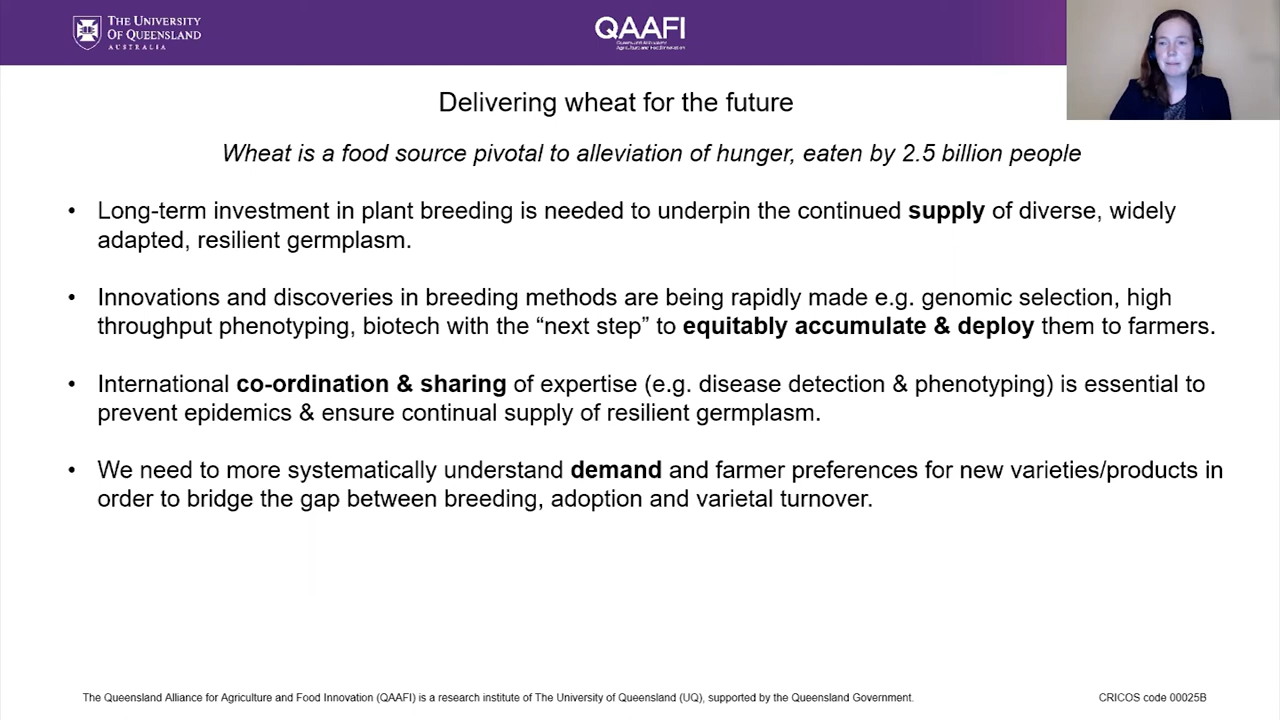 THE UNIVERSITY
OF QUEENSLAND
AUSTRALIA
QAAFI
Queensland Alliance for
Agriculture and Food Innovation
Delivering wheat for the future
Wheat is a food source pivotal to alleviation of hunger, eaten by 2.5 billion people
• Long-term investment in plant breeding is needed to underpin the continued supply of diverse, widely
adapted, resilient germplasm.
• Innovations and discoveries in breeding methods are being rapidly made e.g. genomic selection, high
throughput phenotyping, biotech with the “next step” to equitably accumulate & deploy them to farmers.
• International co-ordination & sharing of expertise (e.g. disease detection & phenotyping) is essential to
prevent epidemics & ensure continual supply of resilient germplasm.
• We need to more systematically understand demand and farmer preferences for new varieties/products in
order to bridge the gap between breeding, adoption and varietal turnover.
The Queensland Alliance for Agriculture and Food Innovation (QAAFI) is a research institute of The University of Queensland (UQ), supported by the Queensland Government.
CRICOS code 00025B